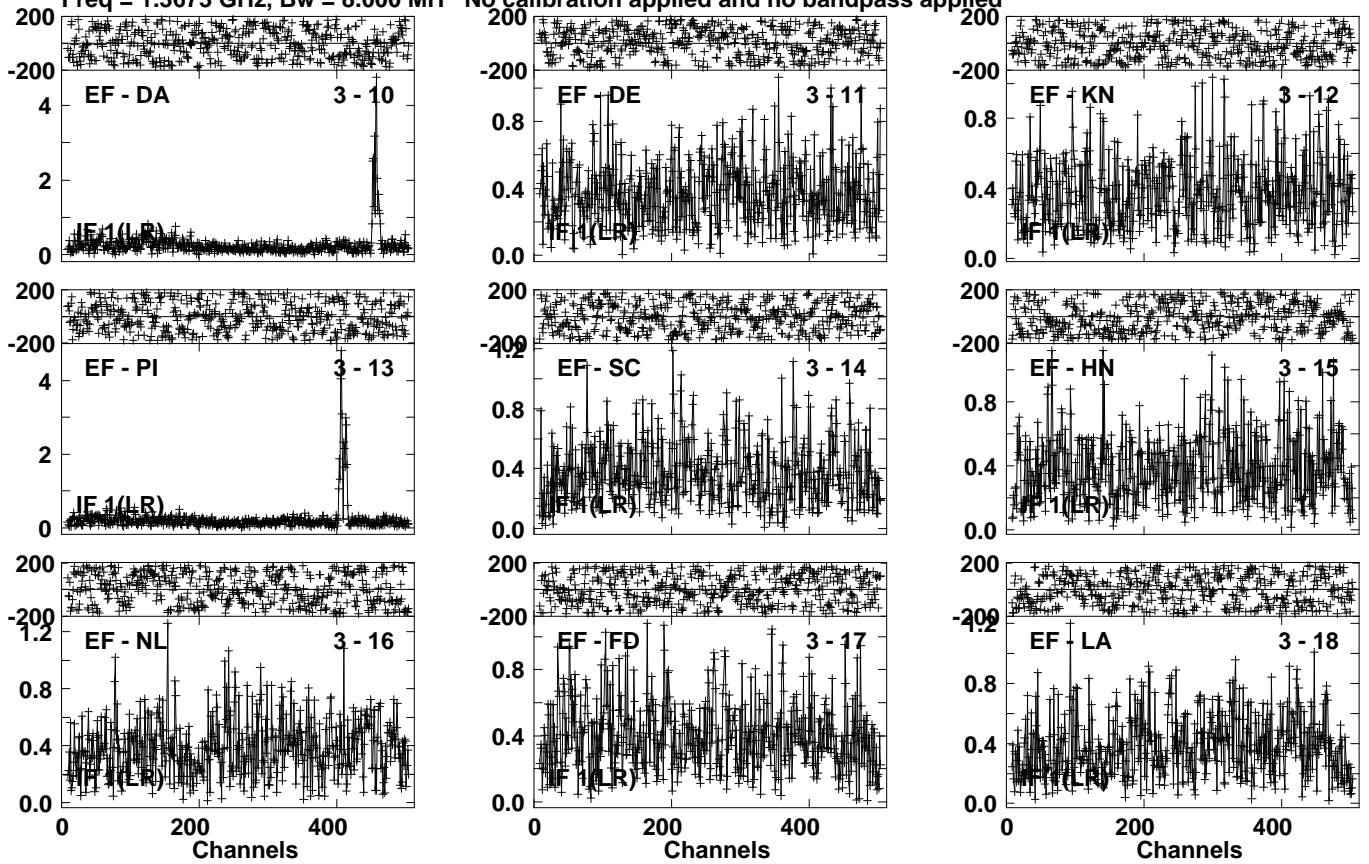 Freq = 1.5675 GHz, Bw = 8.000 MH No calibration applied and no bandpass applied
200
-200
EF - DA 3 - 10
4
2
0
IF 1(LR)
EF - DE 3 - 11
0.8
0.4
0.0
IF 1(LR)
EF - KN 3 - 12
0.8
0.4
0.0
IF 1(LR)
200
-200
EF - PI 3 - 13
4
2
0
IF 1(LR)
200
-200
1.2
EF - SC 3 - 14
0.8
0.4
0.0
IF 1(LR)
200
-200
EF - HN 3 - 15
0.8
0.4
0.0
IF 1(LR)
200
-200
1.2
EF - NL 3 - 16
0.8
0.4
0.0
IF 1(LR)
0 200 400
Channels
200
-200
EF - FD 3 - 17
0.8
0.4
0.0
IF 1(LR)
0 200 400
Channels
200
-200
1.2
EF - LA 3 - 18
0.8
0.4
0.0
IF 1(LR)
0 200 400
Channels